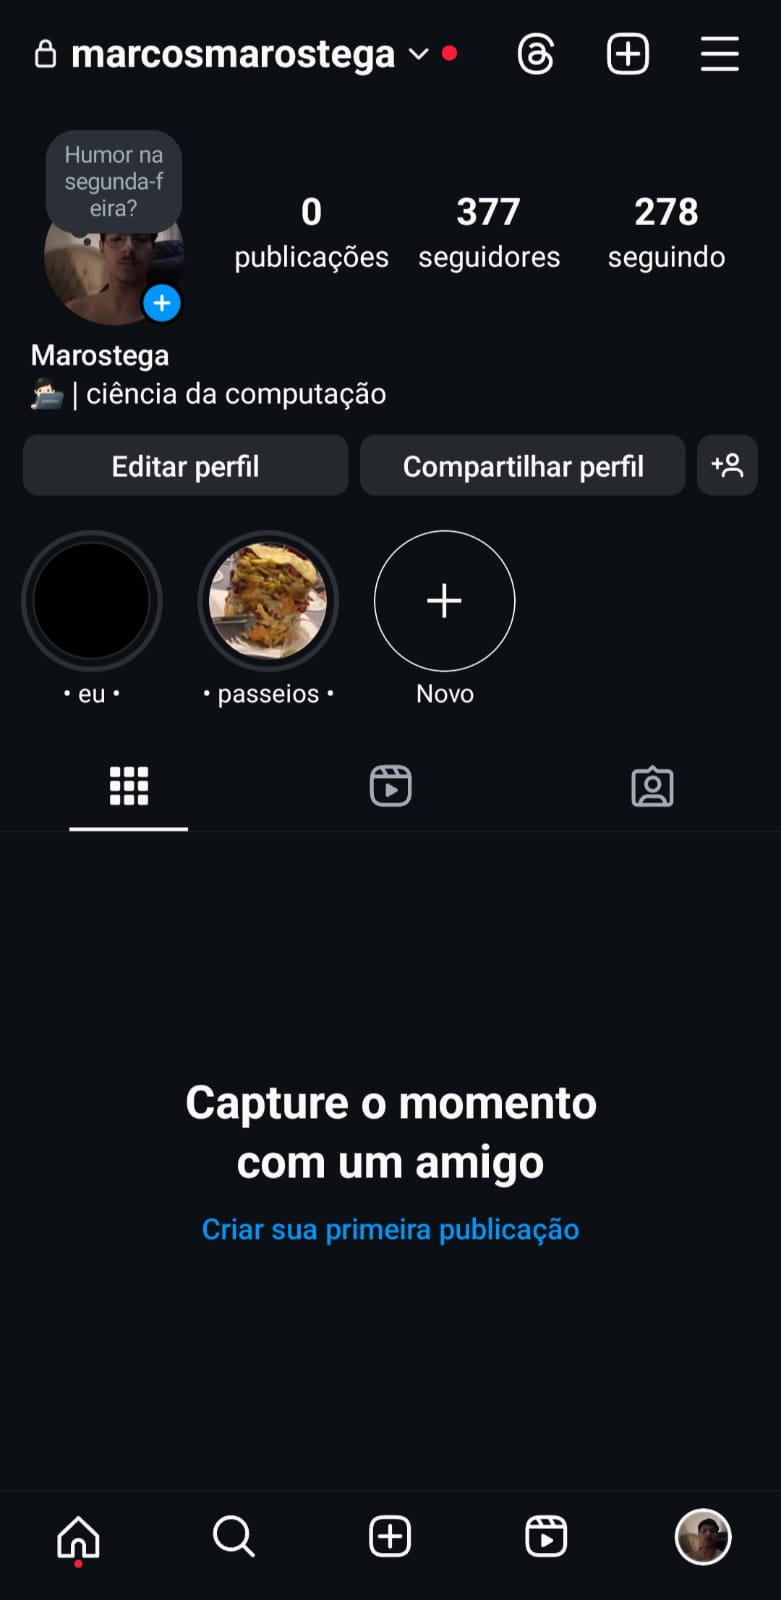 marcosmarostega
Humor na
segunda-f
eira?
0
377
278
publicações
seguidores
seguindo
Marostega
| ciência da computação
Editar perfil
Compartilhar perfil
• eu •
• passeios •
Novo
Capture o momento
com um amigo
Criar sua primeira publicação